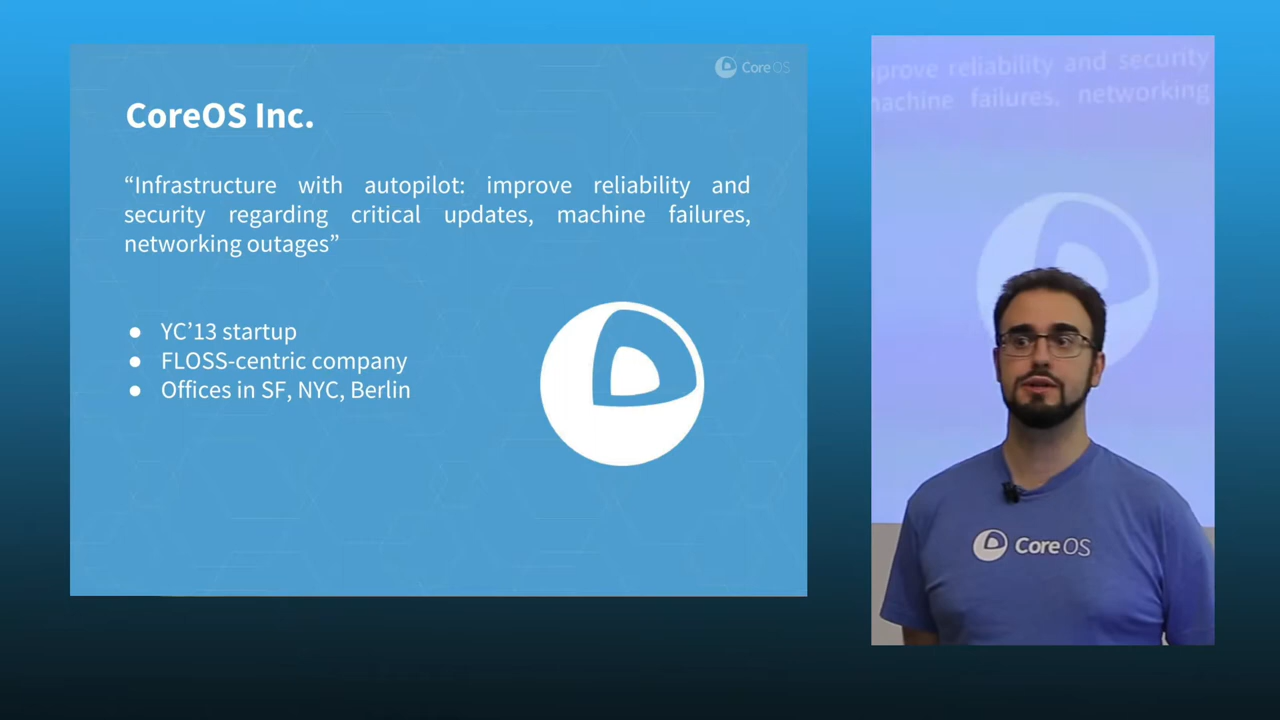 CoreOS
CoreOS Inc.
“Infrastructure with autopilot: improve reliability and
security regarding critical updates, machine failures,
networking outages”
● YC’13 startup
● FLOSS-centric company
● Offices in SF, NYC, Berlin
prove reliability and security
machine failures, networking
CoreOS